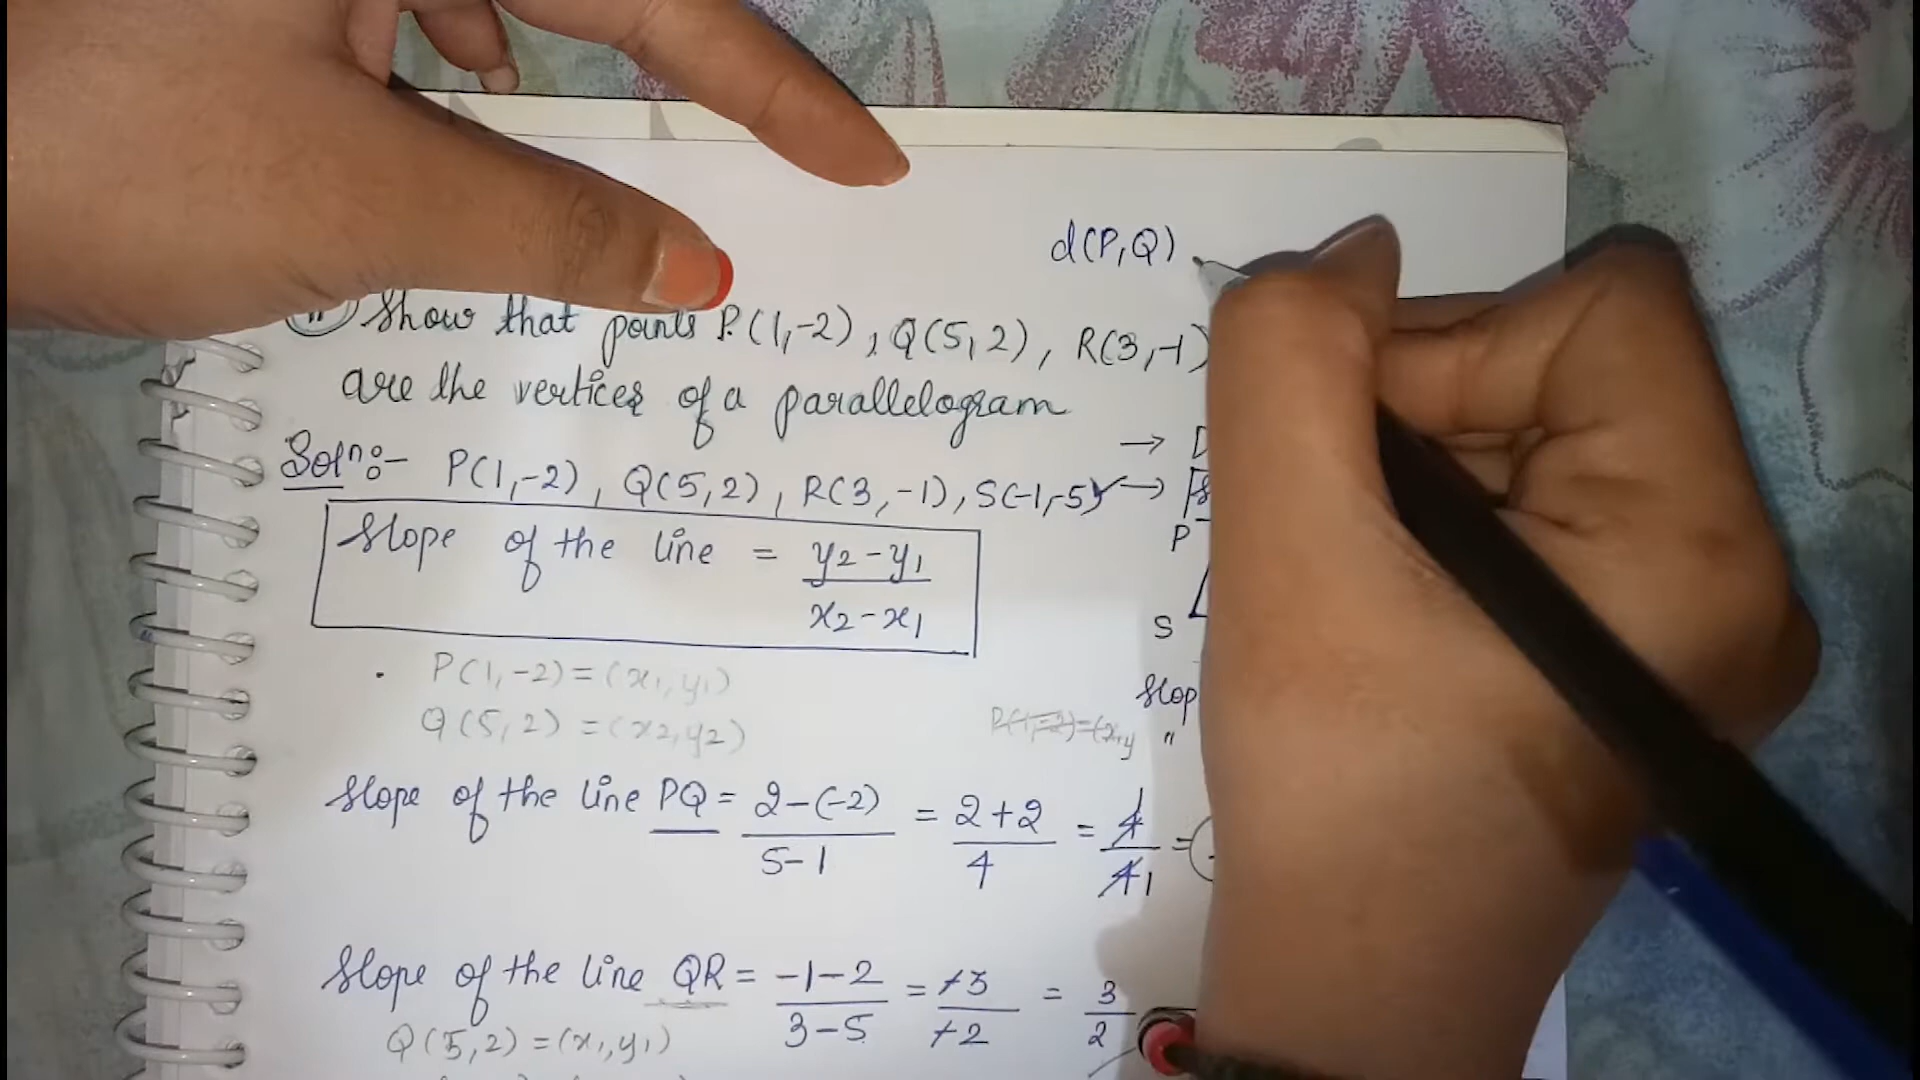 d(P,Q)
Show that points P(1,-2), Q(5,2), R(3,-1)
are the vertices of a parallelogram
Solⁿ:- P(1,-2), Q(5,2), R(3,-1), S(-1,-5) →
→ D
Slope of the line = y2-y1 / x2-x1
P
S
P(1,-2) = (x1,y1)
Q(5,2) = (x2,y2)
Slop
"
Slope of the line PQ = 2-(-2) / 5-1 = 2+2 / 4 = 4 / 4 1 =
Slope of the line QR = -1-2 / 3-5 = -3 / -2 = 3 / 2
Q(5,2) = (x1,y1)